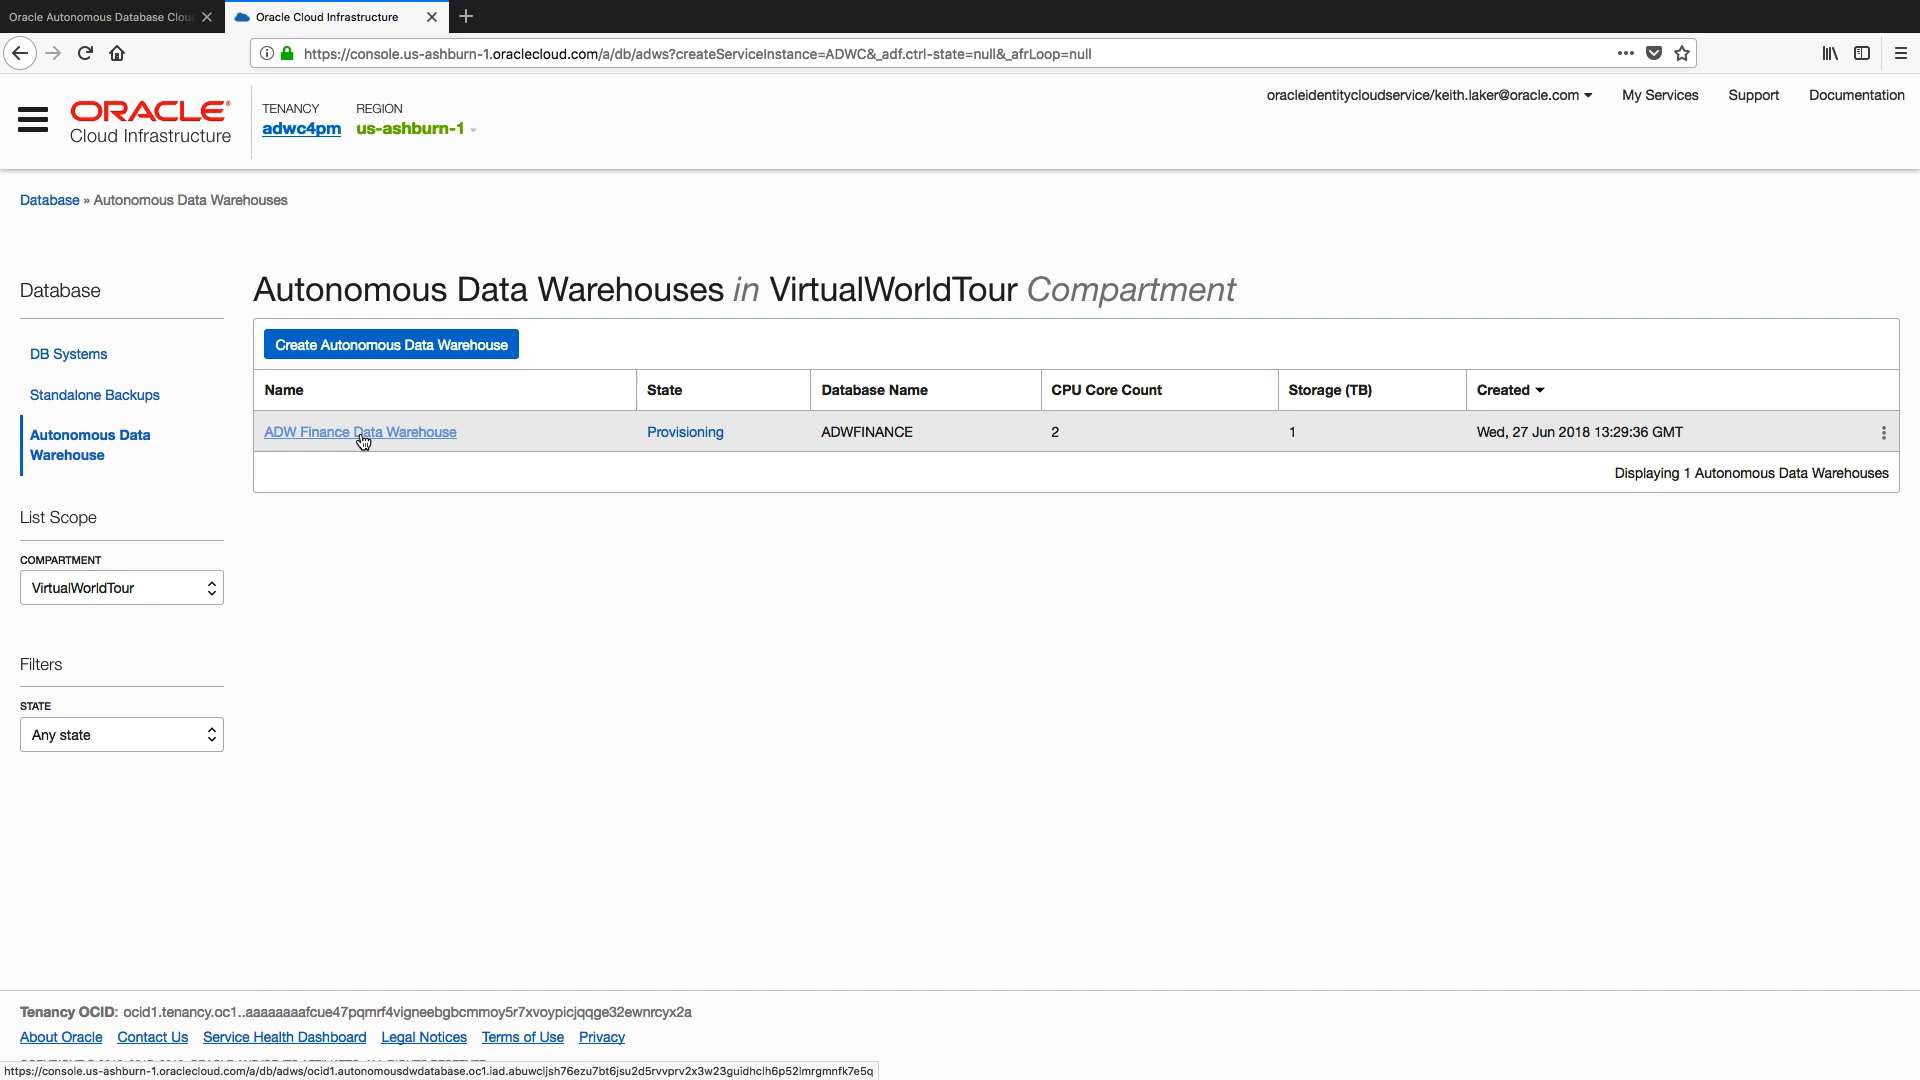 Oracle Autonomous Database Clou
Oracle Cloud Infrastructure
https://console.us-ashburn-1.oraclecloud.com/a/db/adws?createServiceInstance=ADWC&_adf.ctrl-state=null&_afrLoop=null
ORACLE
Cloud Infrastructure
TENANCY
adwc4pm
REGION
us-ashburn-1
oracleidentitycloudservice/keith.laker@oracle.com
My Services
Support
Documentation
Database » Autonomous Data Warehouses
Database
DB Systems
Standalone Backups
Autonomous Data
Warehouse
List Scope
COMPARTMENT
VirtualWorldTour
Filters
STATE
Any state
Autonomous Data Warehouses in VirtualWorldTour Compartment
Create Autonomous Data Warehouse
Name State Database Name CPU Core Count Storage (TB) Created
ADW Finance Data Warehouse Provisioning ADWFINANCE 2 1 Wed, 27 Jun 2018 13:29:36 GMT
Displaying 1 Autonomous Data Warehouses
Tenancy OCID: ocid1.tenancy.oc1..aaaaaaaafcue47pqmrf4vigneebgbcmmoy5r7xvoypicjqqge32ewnrcyx2a
About Oracle Contact Us Service Health Dashboard Legal Notices Terms of Use Privacy
https://console.us-ashburn-1.oraclecloud.com/a/db/adws/ocid1.autonomousdwdatabase.oc1.iad.abuwcljsh76ezu7bt6jsu2d5rvvprv2x3w23guidhclh6p52lmrgmnfk7e5q